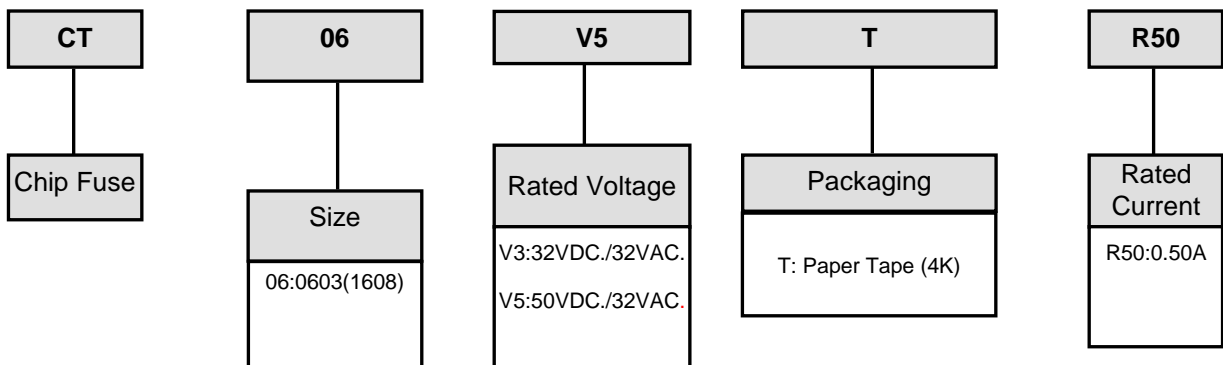 CT
06
V5
T
R50
Chip Fuse
Size
06:0603(1608)
Rated Voltage
V3:32VDC./32VAC.
V5:50VDC./32VAC.
Packaging
T: Paper Tape (4K)
Rated
Current
R50:0.50A